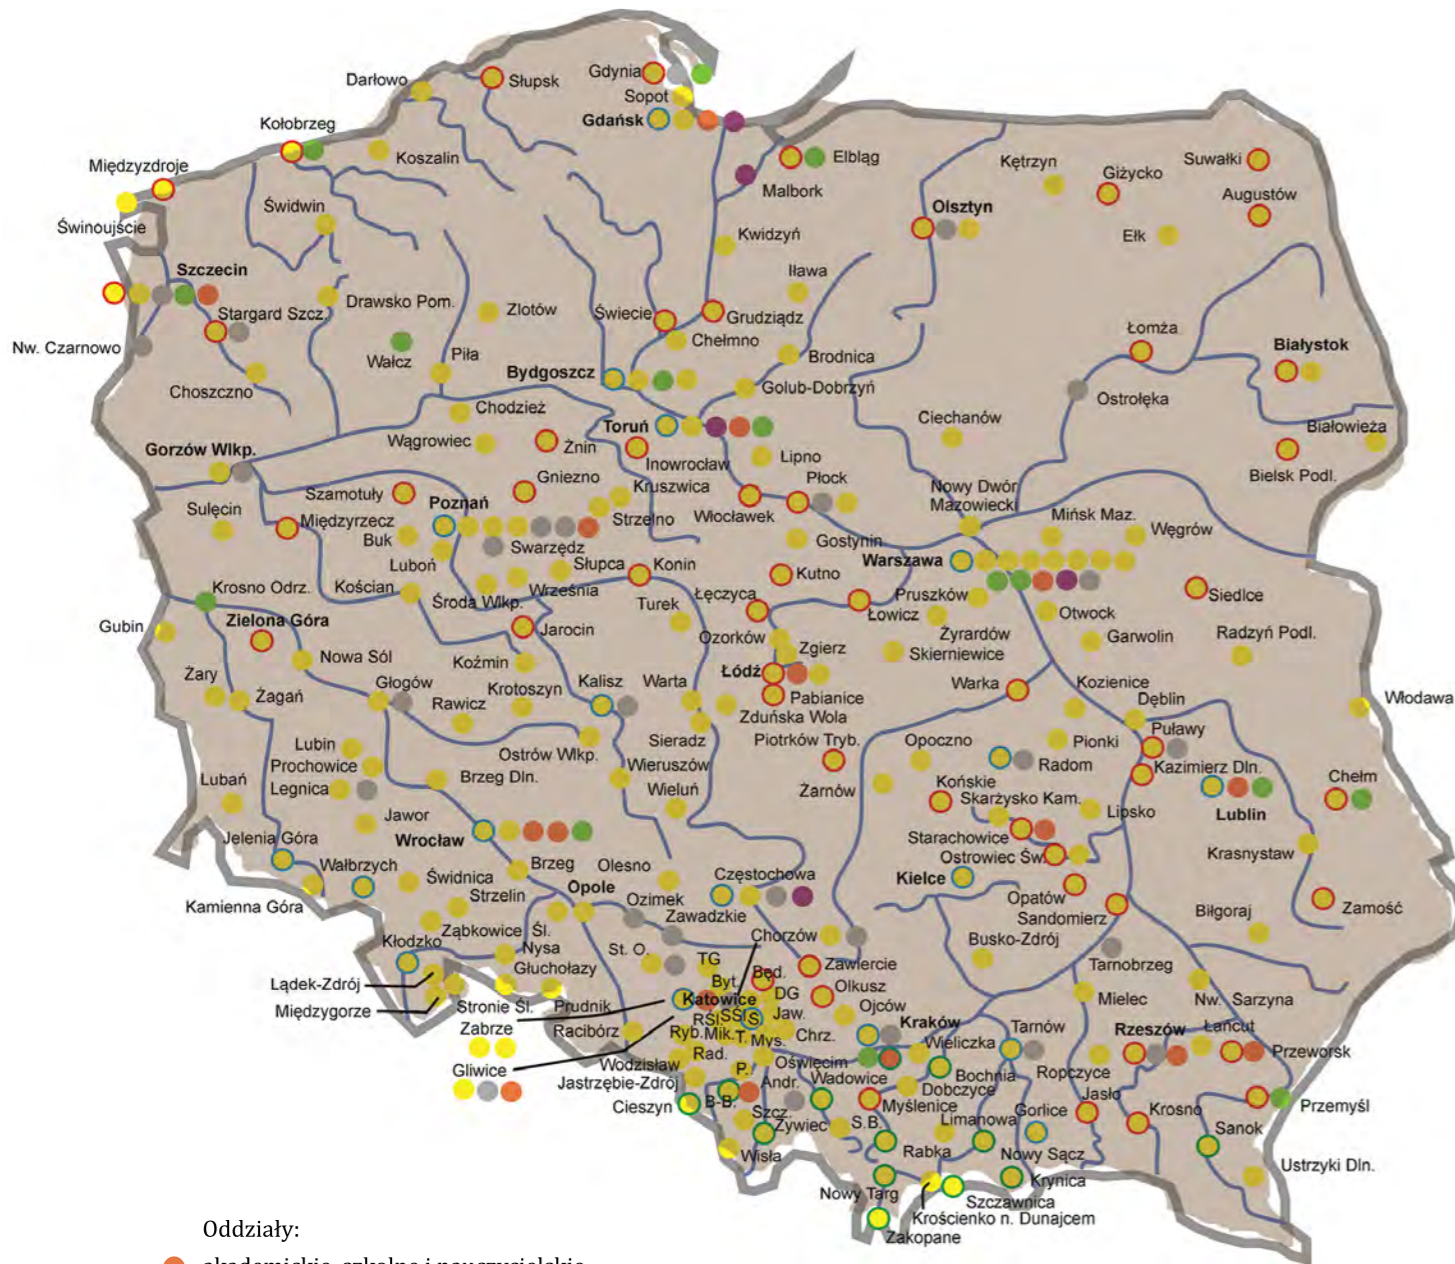 Darłowo
Słupsk
Gdynia
Sopot
Gdańsk
Kołobrzeg
Koszalin
Elbląg
Malbork
Kętrzyn
Giżycko
Suwałki
Augustów
Międzyzdroje
Świnoujście
Świdwin
Kwidzyń
Olsztyn
Ełk
Szczecin
Stargard Szcz.
Drawsko Pom.
Zlotów
Iława
Świecie
Grudziądz
Chełmno
Nw. Czarnowo
Wałcz
Piła
Brodnica
Łomża
Białystok
Choszczno
Bydgoszcz
Golub-Dobrzyń
Ostrołęka
Chodzież
Ciechanów
Białowieża
Wągrowiec
Toruń
Żnin
Inowrocław
Lipno
Bielsk Podl.
Gorzów Wlkp.
Gniezno
Kruszwica
Płock
Nowy Dwór
Mazowiecki
Szamotuły
Poznań
Strzelno
Włocławek
Mińsk Maz.
Węgrów
Sulęcin
Międzyrzecz
Buk
Swarzędz
Gostynin
Warszawa
Luboń
Słupca
Konin
Kutno
Krosno Odrz.
Kościan
Września
Środa Wlkp.
Łęczyca
Pruszków
Siedlce
Turek
Łowicz
Otwock
Gubin
Zielona Góra
Jarocin
Ozorków
Zgierz
Żyrardów
Skierniewice
Garwolin
Radzyń Podl.
Nowa Sól
Koźmin
Łódź
Żary
Żagań
Głogów
Krotoszyn
Kalisz
Warta
Pabianice
Warka
Kozienice
Dęblin
Włodawa
Rawicz
Zduńska Wola
Puławy
Lubin
Ostrów Wlkp.
Sieradz
Piotrków Tryb.
Opoczno
Pionki
Prochowice
Wieruszów
Radom
Kazimierz Dln.
Chełm
Lubań
Legnica
Brzeg Dln.
Wieluń
Żarnów
Końskie
Skarżysko Kam.
Lipsko
Lublin
Jawor
Jelenia Góra
Wrocław
Starachowice
Ostrowiec Św.
Krasnystaw
Wałbrzych
Brzeg
Olesno
Częstochowa
Kielce
Świdnica
Opole
Ozimek
Opatów
Kamienna Góra
Strzelin
Zawadzkie
Sandomierz
Zamość
Biłgoraj
Ząbkowice Śl.
Chorzów
Kłodzko
Nysa
St. O.
Busko-Zdrój
Tarnobrzeg
TG
Zawiercie
Lądek-Zdrój
Głuchołazy
Byt.
Będ.
Międzygorze
Stronie Śl.
Prudnik
Katowice
DG
Olkusz
Ojców
Mielec
Nw. Sarzyna
Zabrze
Racibórz
RŚl
SŚl
S
Jaw.
Kraków
Tarnów
Rzeszów
Łańcut
Ryb.
Mik.
T.
Mys.
Chrz.
Wieliczka
Gliwice
Wodzisław
Rad.
Oświęcim
Ropczyce
Przeworsk
Jastrzębie-Zdrój
P.
Andr.
Wadowice
Dobczyce
Bochnia
Cieszyn
B-B.
Myślenice
Gorlice
Jasło
Krosno
Przemyśl
Szcz.
Żywiec
S.B.
Limanowa
Sanok
Wisła
Rabka
Nowy Sącz
Ustrzyki Dln.
Nowy Targ
Krynica
Szczawnica
Krościenko n. Dunajcem
Zakopane
Oddziały:
akademickie, szkolne i nauczycielskie